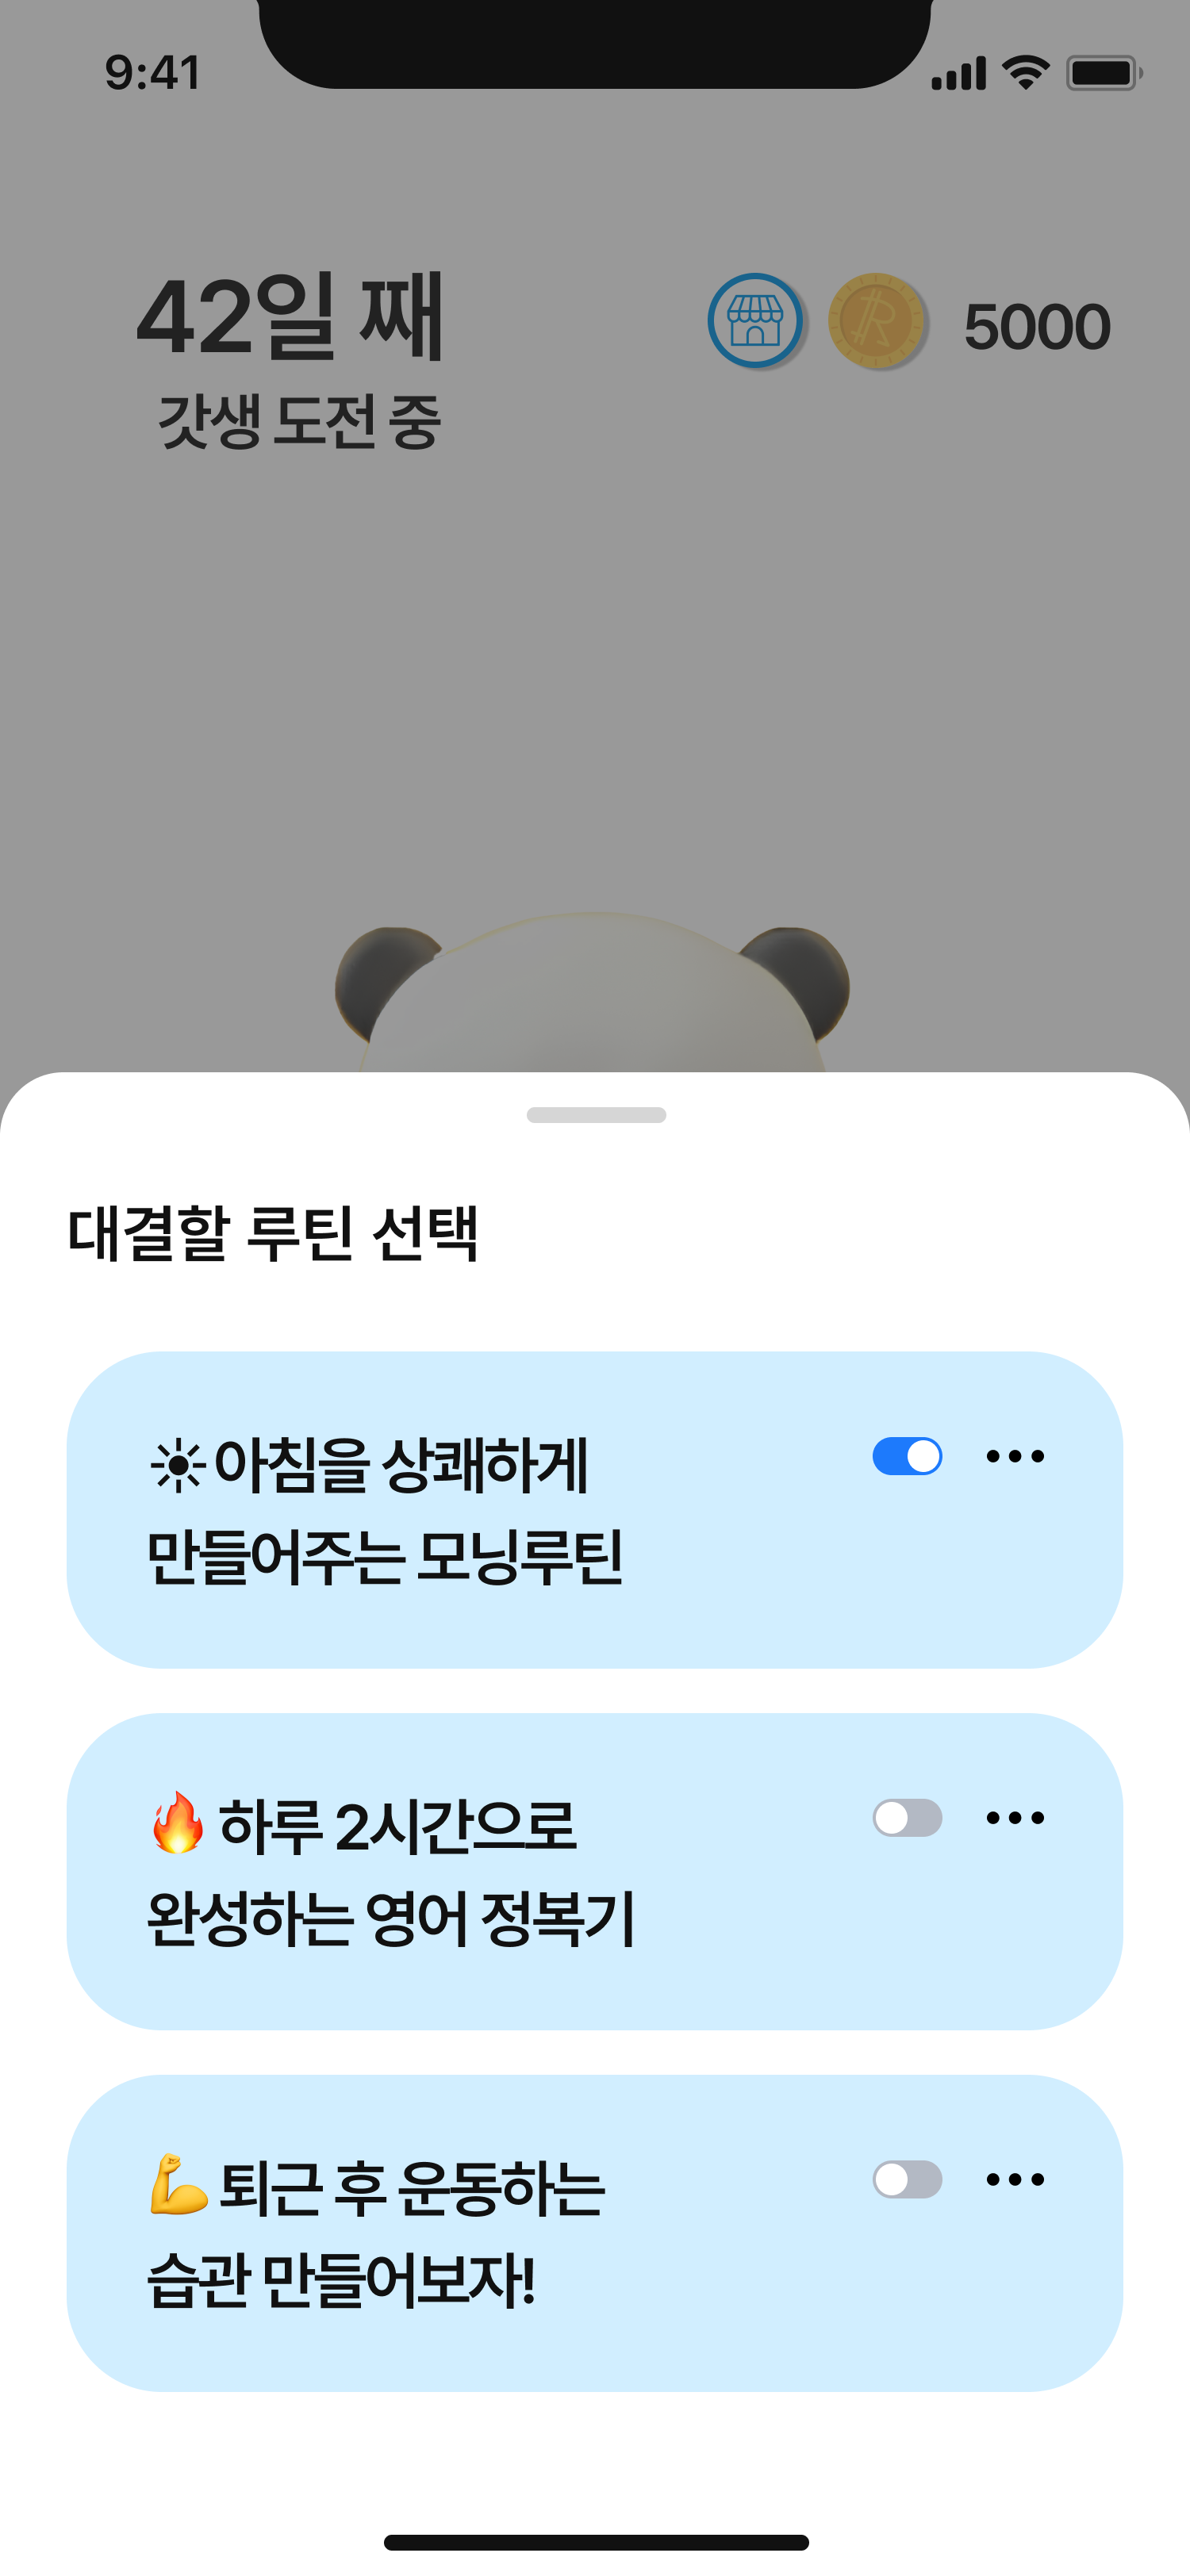 9:41
42일 째
5000
갓생 도전 중
대결할 루틴 선택
☀아침을 상쾌하게
만들어주는 모닝루틴
🔥 하루 2시간으로
완성하는 영어 정복기
💪 퇴근 후 운동하는
습관 만들어보자!